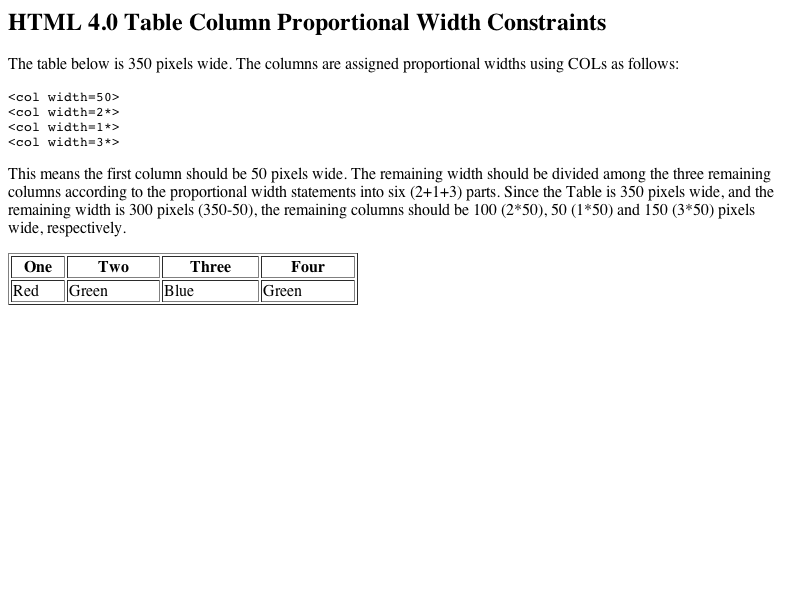 HTML 4.0 Table Column Proportional Width Constraints
The table below is 350 pixels wide. The columns are assigned proportional widths using COLs as follows:
<col width=50>
<col width=2*>
<col width=1*>
<col width=3*>
This means the first column should be 50 pixels wide. The remaining width should be divided among the three remaining
columns according to the proportional width statements into six (2+1+3) parts. Since the Table is 350 pixels wide, and the
remaining width is 300 pixels (350-50), the remaining columns should be 100 (2*50), 50 (1*50) and 150 (3*50) pixels
wide, respectively.
One Two Three Four
Red Green Blue Green